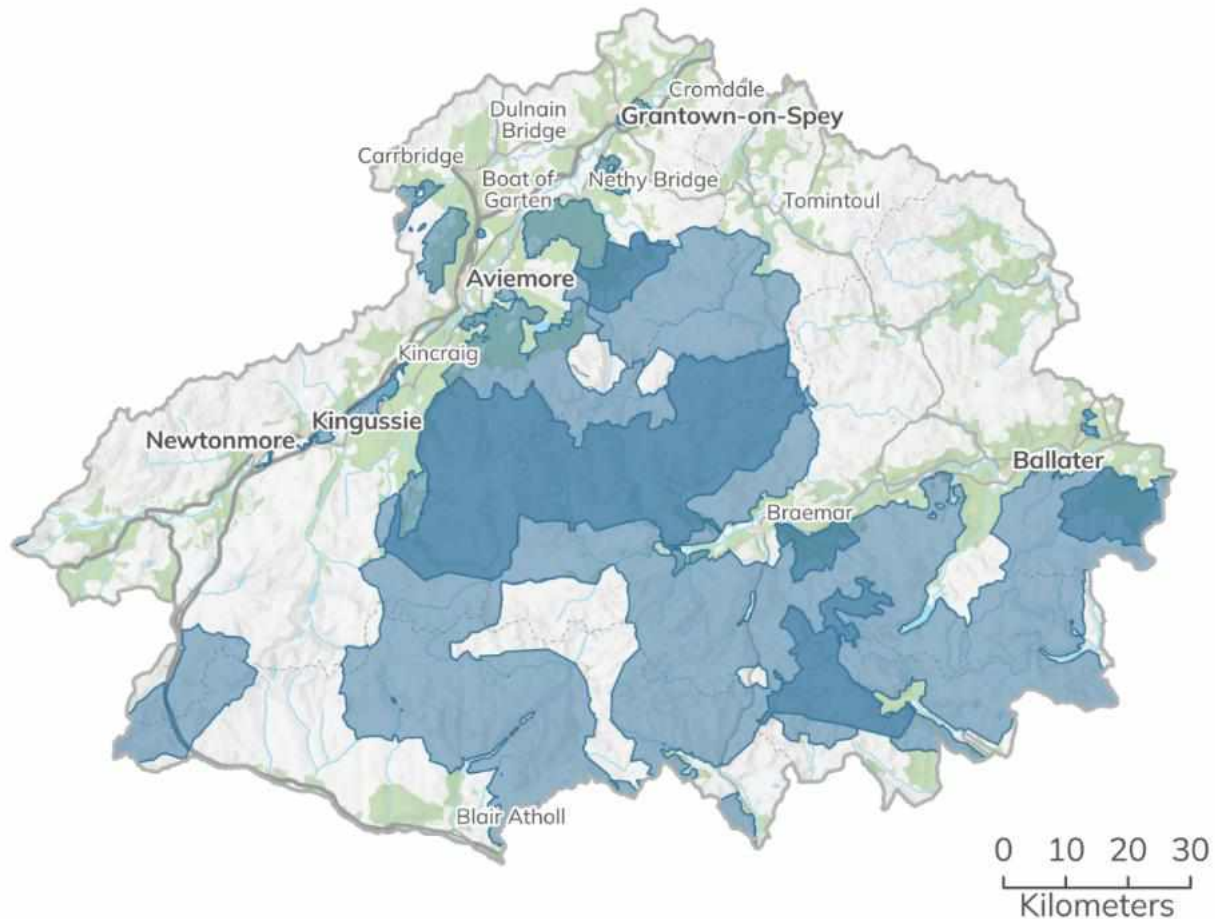 Cromdale
Grantown-on-Spey
Dulnain
Bridge
Carrbridge
Boat of
Garten
Nethy Bridge
Tomintoul
Aviemore
Kincraig
Kingussie
Newtonmore
Ballater
Braemar
Blair Atholl
0 10 20 30
Kilometers